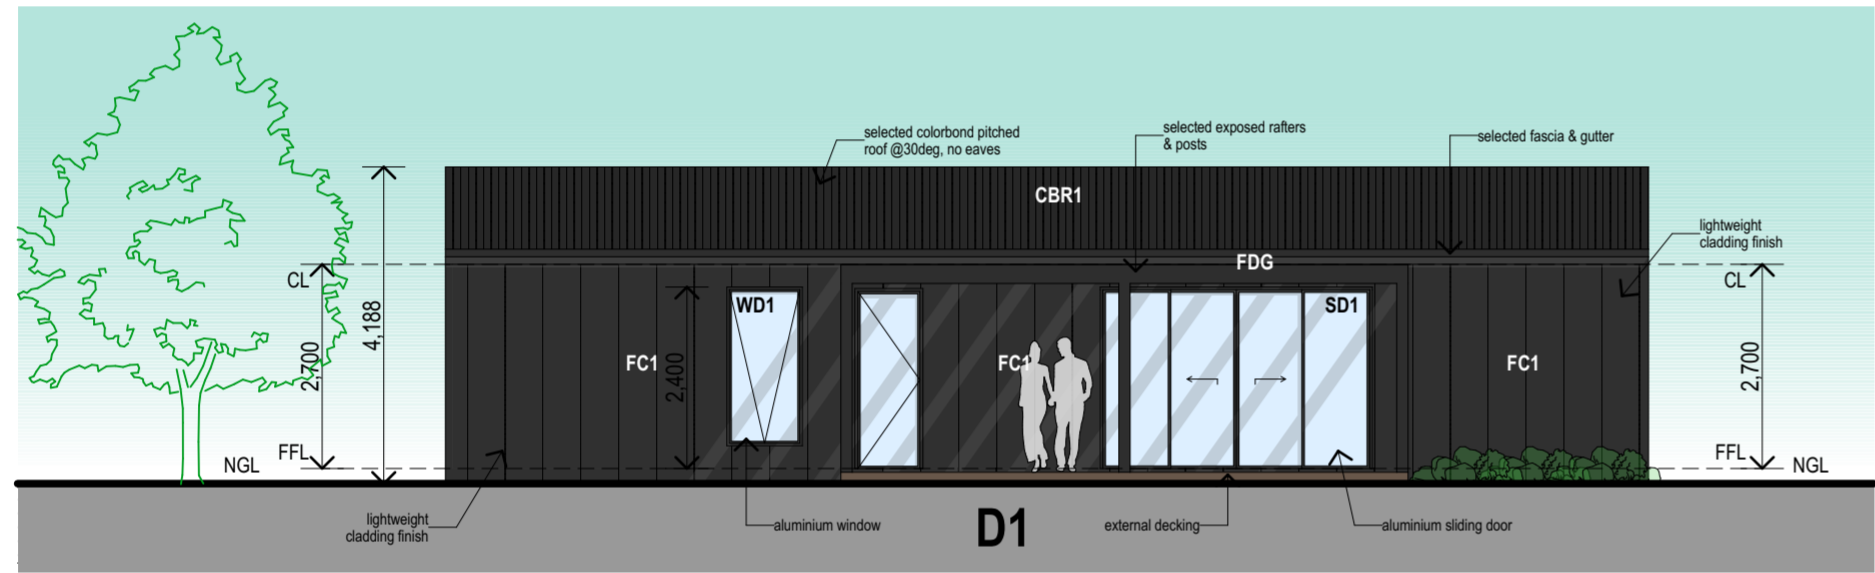 selected colorbond pitched
roof @30deg, no eaves
selected exposed rafters
& posts
selected fascia & gutter
CBR1
lightweight
cladding finish
FDG
CL
CL
WD1
SD1
4,188
2,700
2,400
FC1
FC1
FC1
2,700
FFL
NGL
FFL
NGL
lightweight
cladding finish
aluminium window
D1
external decking
aluminium sliding door